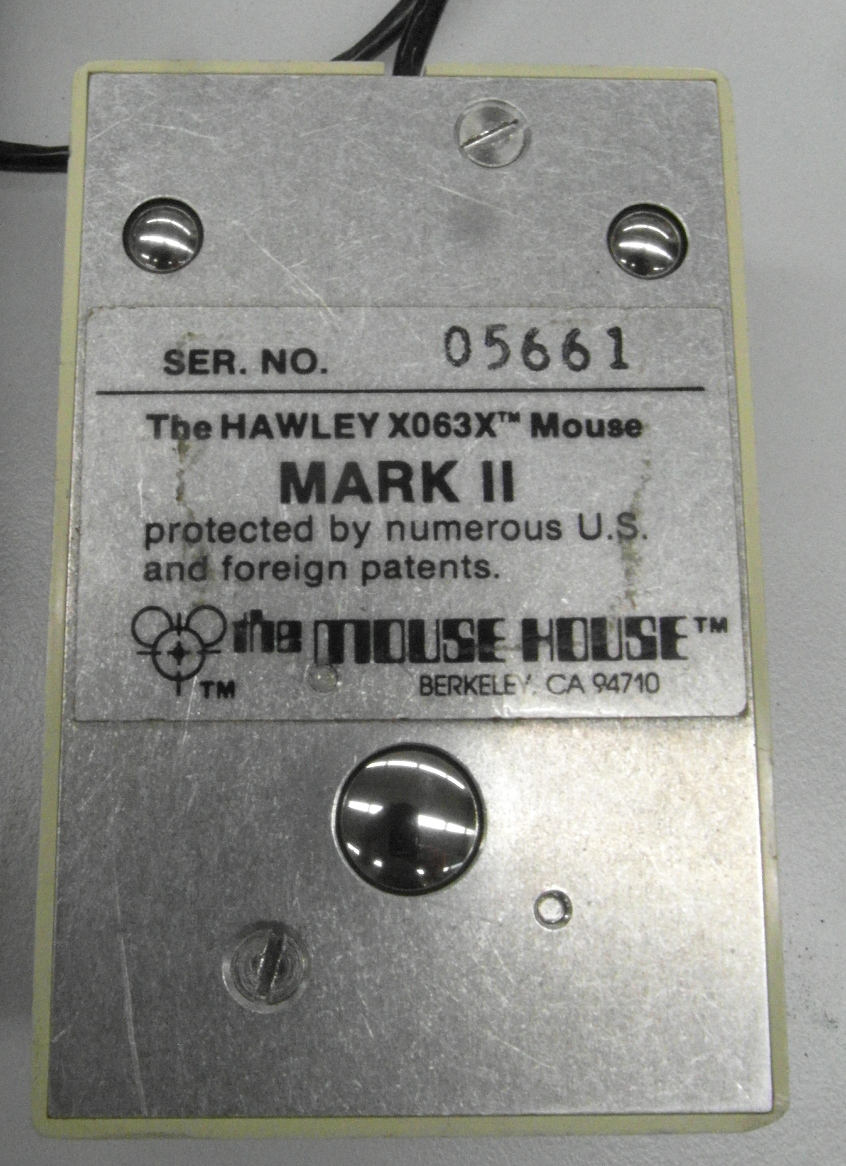 SER. NO. 05661
The HAWLEY X063X™ Mouse
MARK II
protected by numerous U.S.
and foreign patents.
the MOUSE HOUSE™
TM BERKELEY, CA 94710